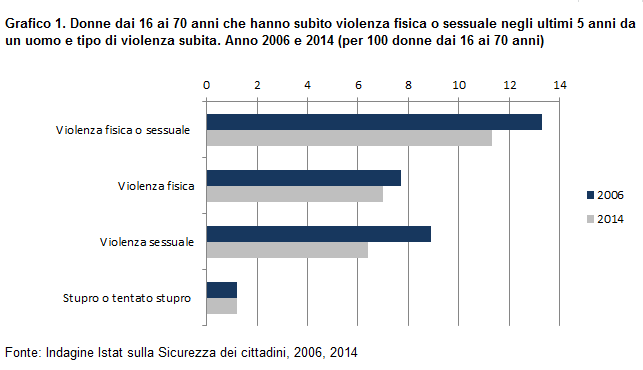 Grafico 1. Donne dai 16 ai 70 anni che hanno subìto violenza fisica o sessuale negli ultimi 5 anni da
un uomo e tipo di violenza subita. Anno 2006 e 2014 (per 100 donne dai 16 ai 70 anni)
0 2 4 6 8 10 12 14
Violenza fisica o sessuale
Violenza fisica
2006
2014
Violenza sessuale
Stupro o tentato stupro
Fonte: Indagine Istat sulla Sicurezza dei cittadini, 2006, 2014